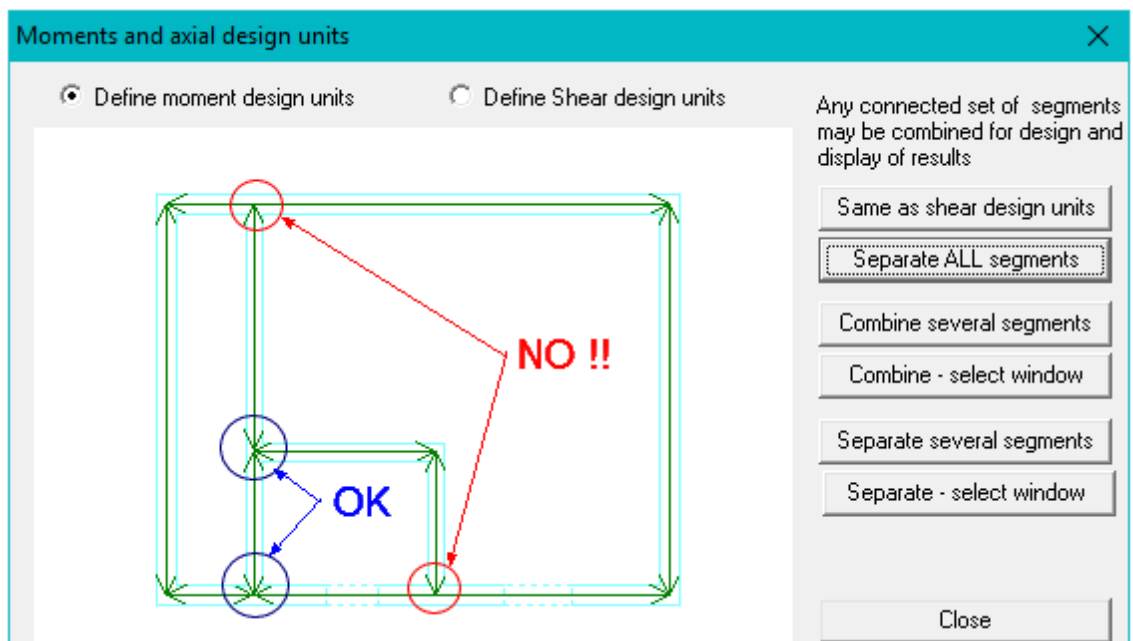 Moments and axial design units
Define moment design units
Define Shear design units
Any connected set of segments
may be combined for design and
display of results
Same as shear design units
Separate ALL segments
Combine several segments
Combine - select window
Separate several segments
Separate - select window
Close
NO !!
OK